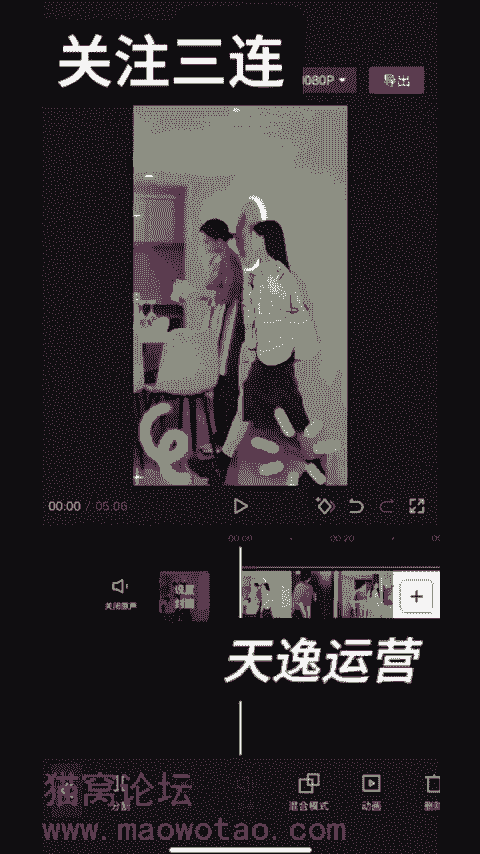 关注三连
1080P 导出
00:00 / 05:06
00:00 00:20
关闭原声
设置
封面
天逸运营
分割 混合模式 动画 删除
猫窝论坛
www.maowotao.com